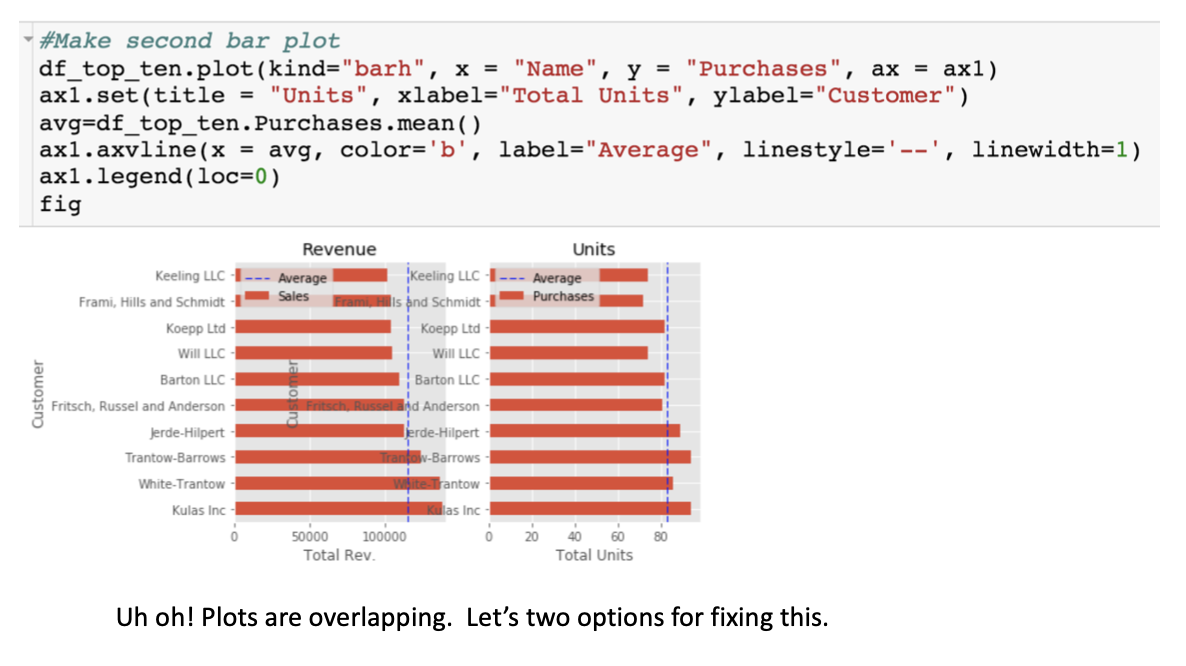 #Make second bar plot
df_top_ten.plot(kind="barh", x = "Name", y = "Purchases", ax = ax1)
ax1.set(title = "Units", xlabel="Total Units", ylabel="Customer")
avg=df_top_ten.Purchases.mean()
ax1.axvline(x = avg, color='b', label="Average", linestyle='--', linewidth=1)
ax1.legend(loc=0)
fig
Revenue
Keeling LLC
Frami, Hills and Schmidt
Koepp Ltd
Will LLC
Barton LLC
Fritsch, Russel and Anderson
Jerde-Hilpert
Trantow-Barrows
White-Trantow
Kulas Inc
Customer
Average
Sales
0 50000 100000
Total Rev.
Units
Keeling LLC
Frami, Hills and Schmidt
Koepp Ltd
Will LLC
Barton LLC
Fritsch, Russel and Anderson
Jerde-Hilpert
Trantow-Barrows
White-Trantow
Kulas Inc
Customer
Average
Purchases
0 20 40 60 80
Total Units
Uh oh! Plots are overlapping. Let’s two options for fixing this.